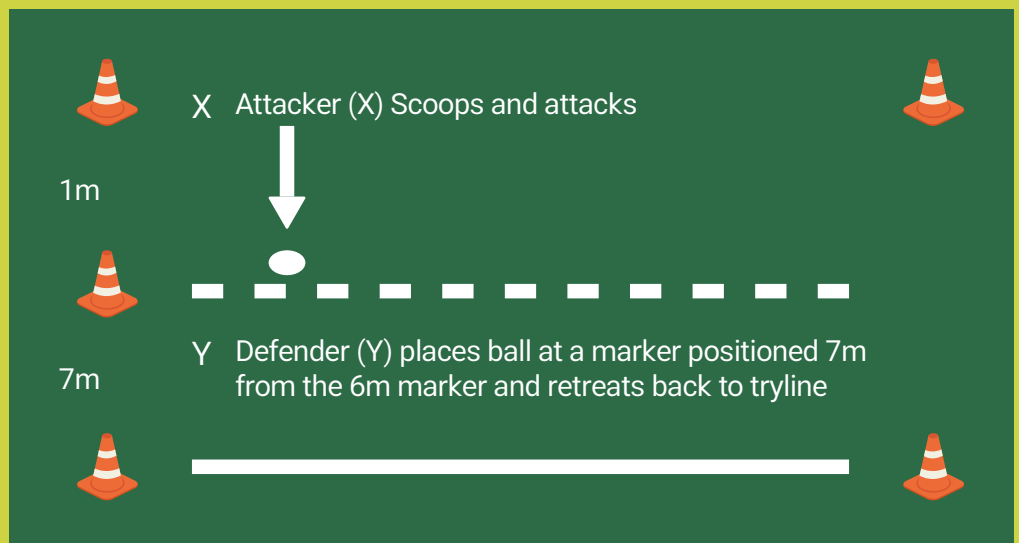 X Attacker (X) Scoops and attacks
1m
Y Defender (Y) places ball at a marker positioned 7m
from the 6m marker and retreats back to tryline
7m